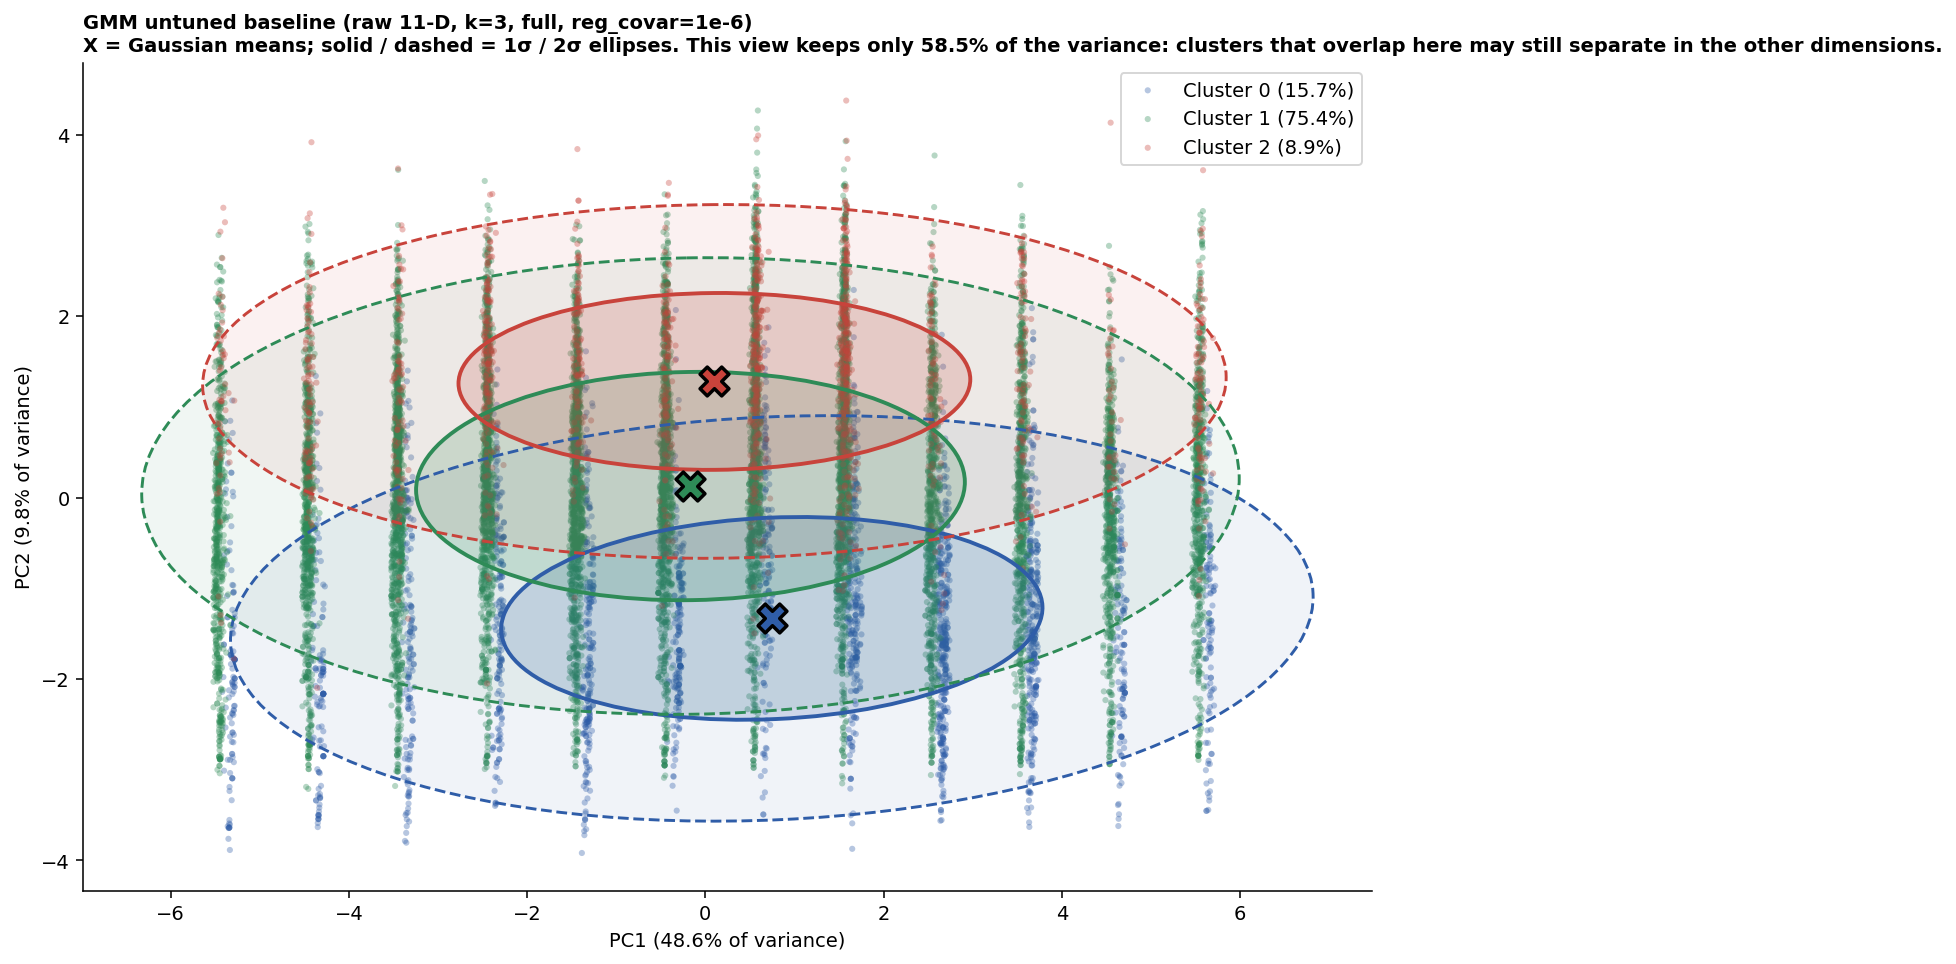 GMM untuned baseline (raw 11-D, k=3, full, reg_covar=1e-6)
X = Gaussian means; solid / dashed = 1σ / 2σ ellipses. This view keeps only 58.5% of the variance: clusters that overlap here may still separate in the other dimensions.
Cluster 0 (15.7%)
Cluster 1 (75.4%)
Cluster 2 (8.9%)
PC2 (9.8% of variance)
4
2
0
−2
−4
−6 −4 −2 0 2 4 6
PC1 (48.6% of variance)